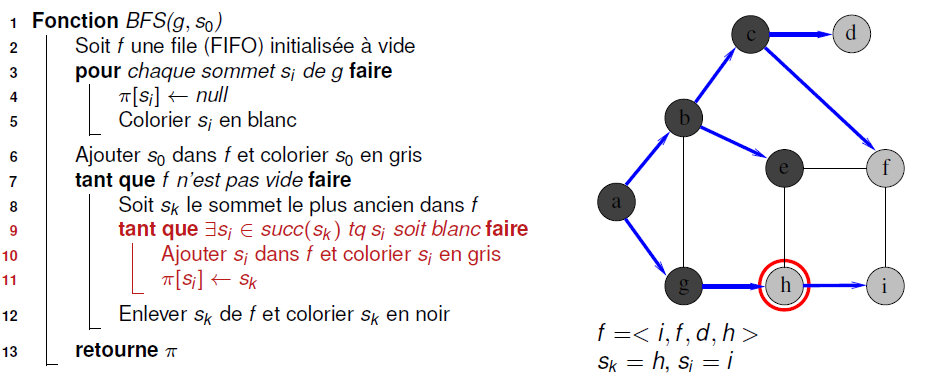 1 Fonction BFS(g, s₀)
2 Soit f une file (FIFO) initialisée à vide
3 pour chaque sommet sᵢ de g faire
4 π[sᵢ] ← null
5 Colorier sᵢ en blanc
6 Ajouter s₀ dans f et colorier s₀ en gris
7 tant que f n'est pas vide faire
8 Soit sₖ le sommet le plus ancien dans f
9 tant que ∃sᵢ ∈ succ(sₖ) tq sᵢ soit blanc faire
10 Ajouter sᵢ dans f et colorier sᵢ en gris
11 π[sᵢ] ← sₖ
12 Enlever sₖ de f et colorier sₖ en noir
13 retourne π
c d
b
e f
a
g h i
f =< i, f, d, h >
sₖ = h, sᵢ = i